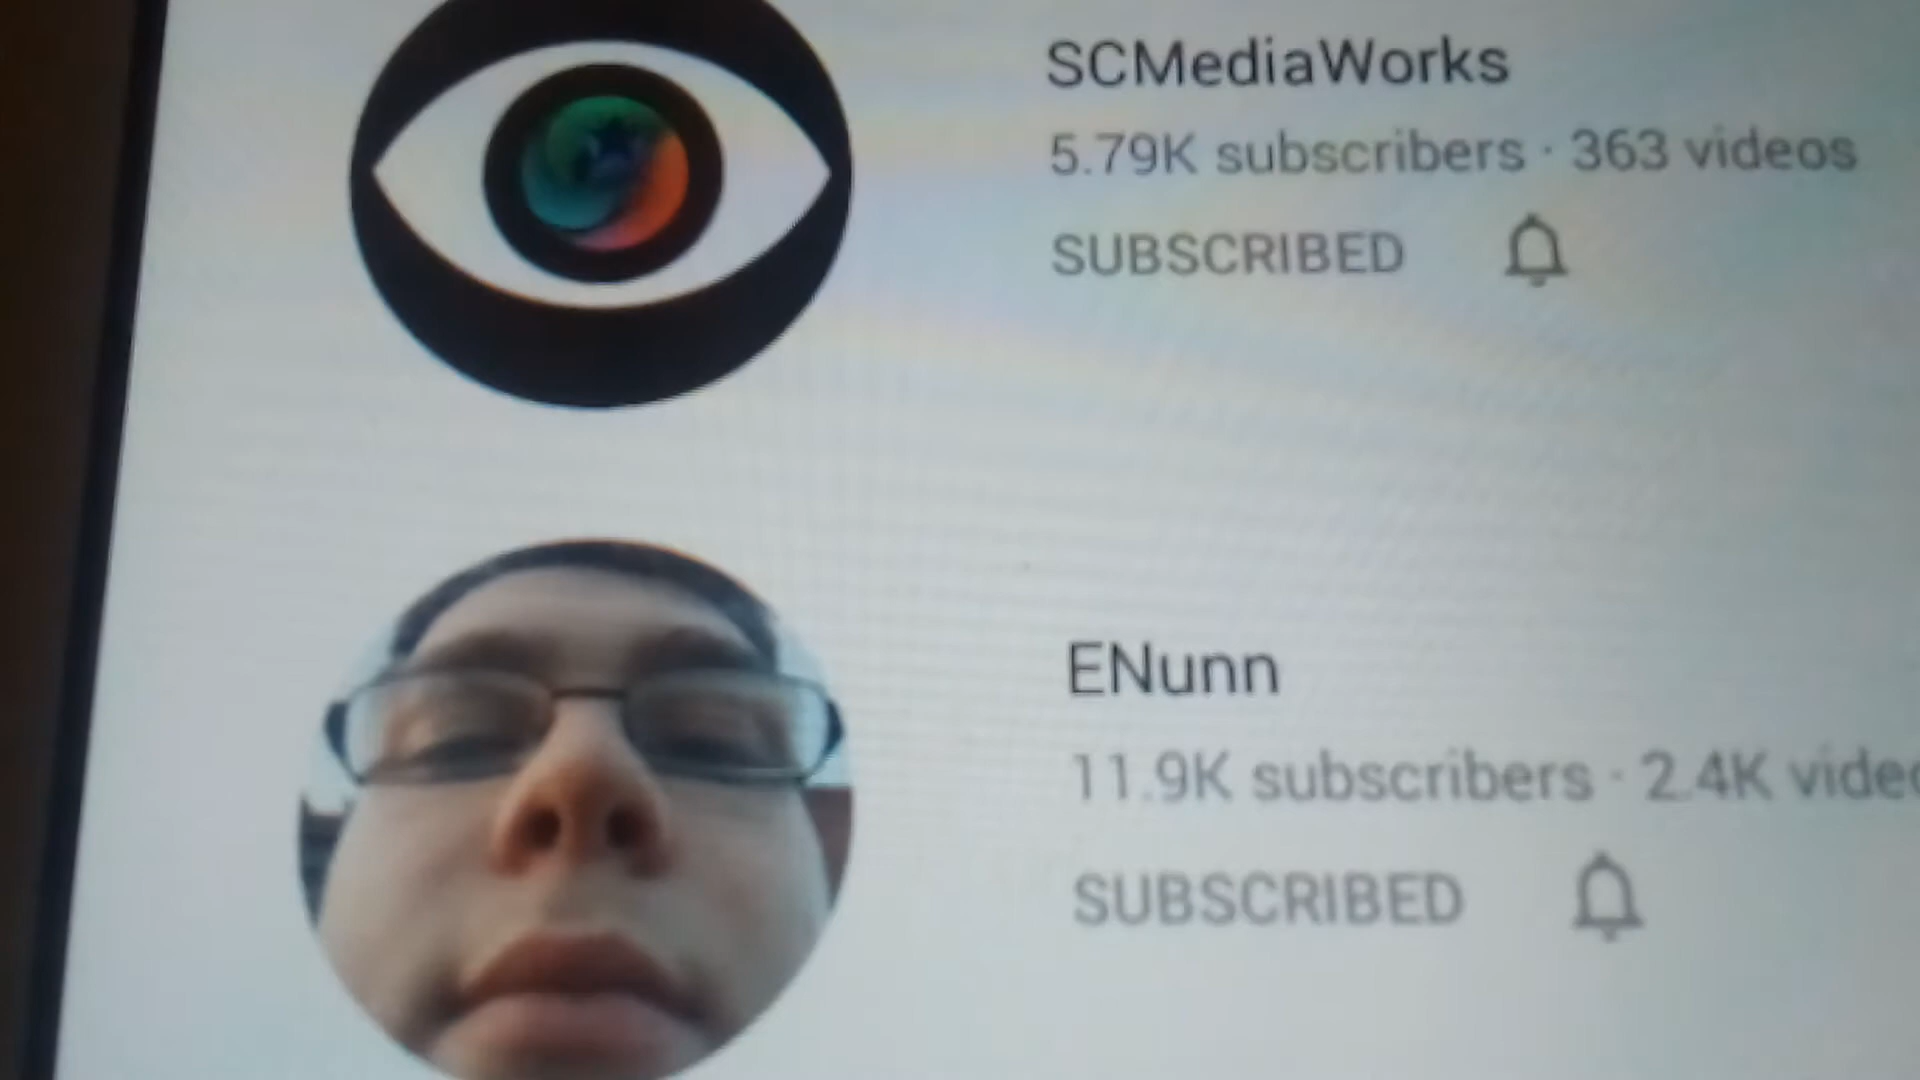 SCMediaWorks
5.79K subscribers · 363 videos
SUBSCRIBED
ENunn
11.9K subscribers · 2.4K
SUBSCRIBED